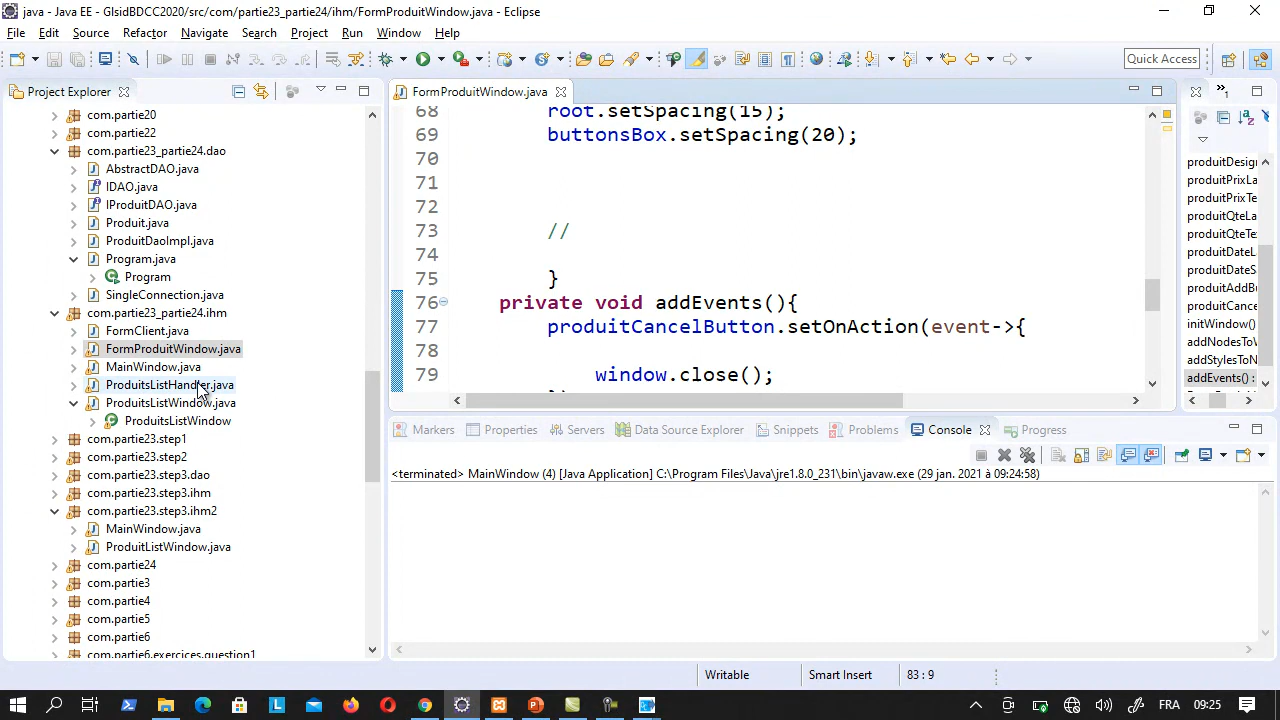 java - Java EE - GlsidBDCC2020/src/com/partie23_partie24/ihm/FormProduitWindow.java - Eclipse
File Edit Source Refactor Navigate Search Project Run Window Help
Quick Access
Project Explorer
FormProduitWindow.java
com.partie20
com.partie22
com.partie23_partie24.dao
AbstractDAO.java
IDAO.java
IProduitDAO.java
Produit.java
ProduitDaoImpl.java
Program.java
Program
SingleConnection.java
com.partie23_partie24.ihm
FormClient.java
FormProduitWindow.java
MainWindow.java
ProduitsListHandler.java
ProduitsListWindow.java
ProduitsListWindow
com.partie23.step1
com.partie23.step2
com.partie23.step3.dao
com.partie23.step3.ihm
com.partie23.step3.ihm2
MainWindow.java
ProduitListWindow.java
com.partie24
com.partie3
com.partie4
com.partie5
com.partie6
com.partie6.exercices.question1
68 root.setSpacing(15);
69 buttonsBox.setSpacing(20);
70
71
72
73 //
74
75 }
76 private void addEvents(){
77 produitCancelButton.setOnAction(event->{
78
79 window.close();
produitDesig
produitPrixLa
produitPrixTe
produitQteLa
produitQteTe
produitDateL
produitDateS
produitAddB
produitCance
initWindow()
addNodesToV
addStylesToN
addEvents() :
Markers Properties Servers Data Source Explorer Snippets Problems Console Progress
<terminated> MainWindow (4) [Java Application] C:\Program Files\Java\jre1.8.0_231\bin\javaw.exe (29 jan. 2021 à 09:24:58)
Writable Smart Insert 83 : 9
FRA 09:25